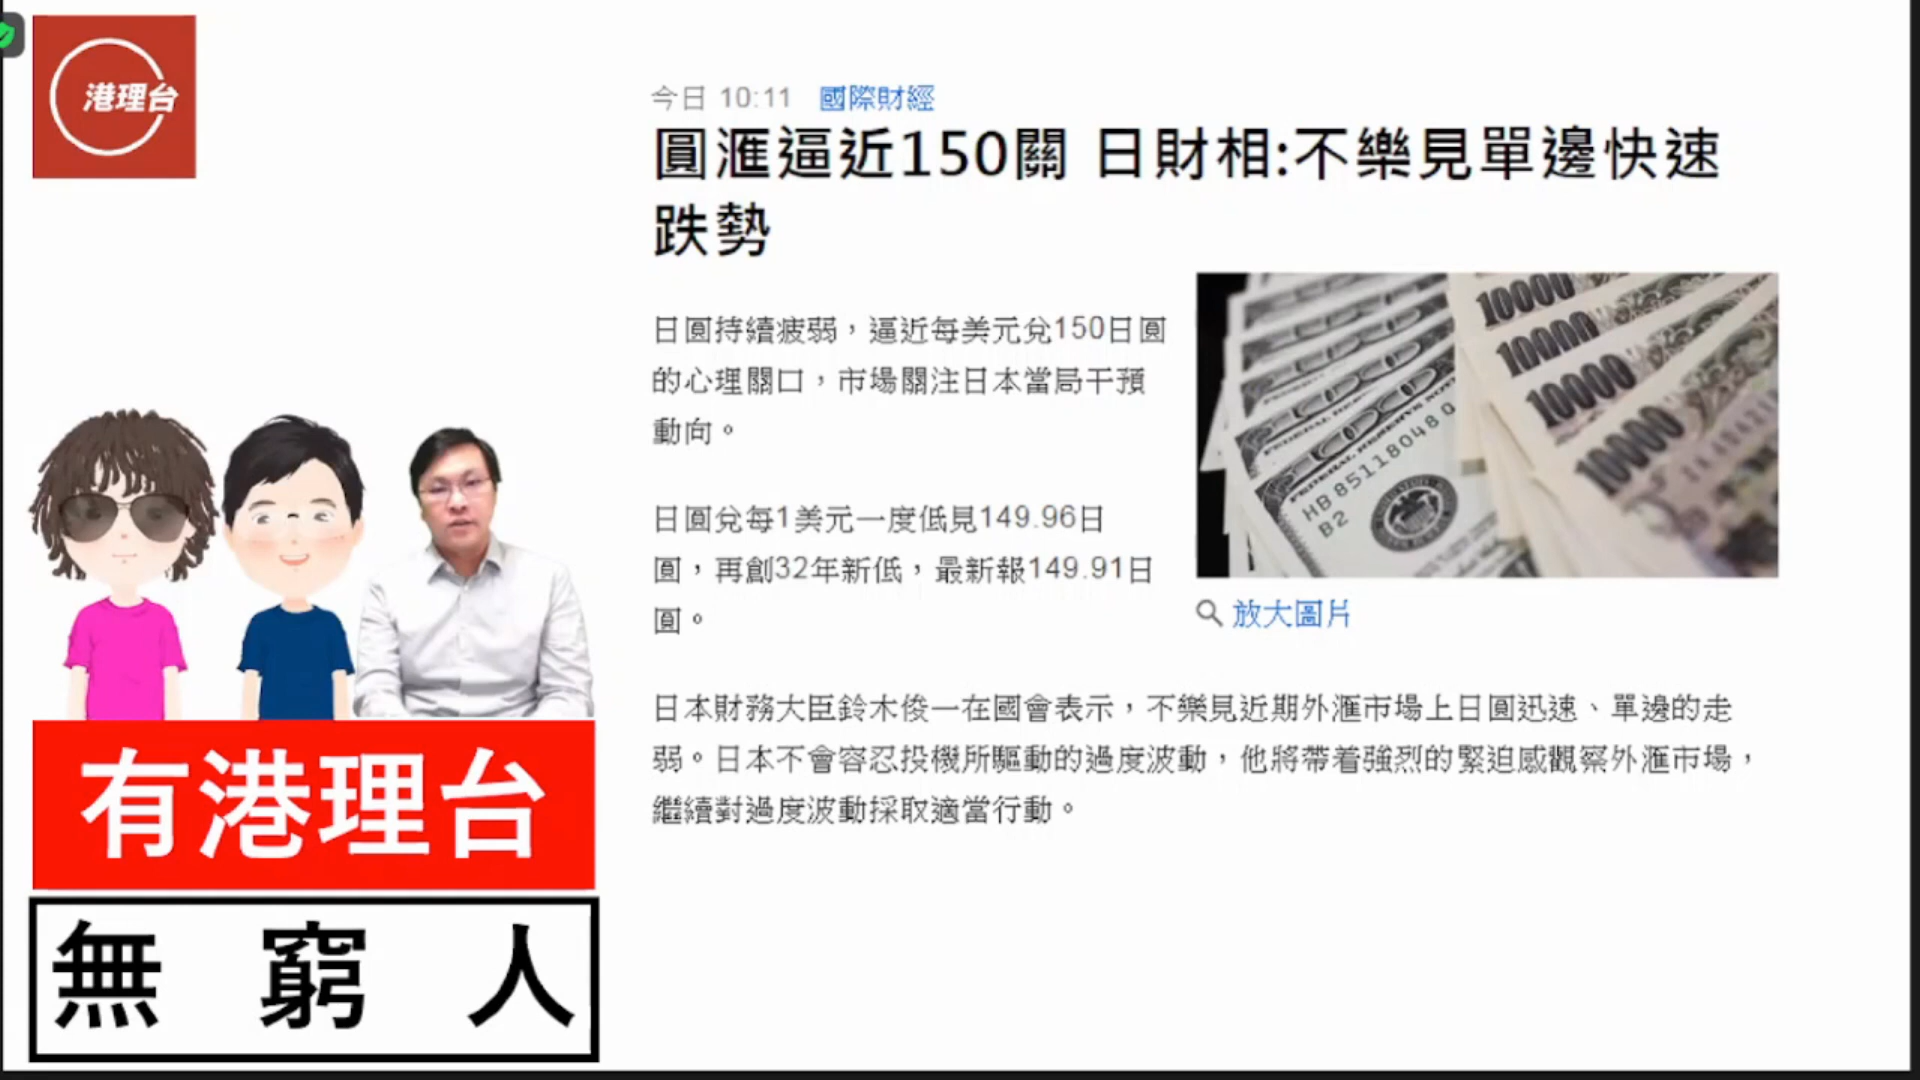 港理台
今日 10:11 國際財經
圓滙逼近150關 日財相:不樂見單邊快速
跌勢
日圓持續疲弱，逼近每美元兌150日圓
的心理關口，市場關注日本當局干預
動向。
日圓兌每1美元一度低見149.96日
圓，再創32年新低，最新報149.91日
圓。
10000
10000
10000
10000
FEDERAL RESERVE NOTE
HB 85118048 O
B2
放大圖片
日本財務大臣鈴木俊一在國會表示，不樂見近期外滙市場上日圓迅速、單邊的走
弱。日本不會容忍投機所驅動的過度波動，他將帶着強烈的緊迫感觀察外滙市場，
繼續對過度波動採取適當行動。
有港理台
無窮人